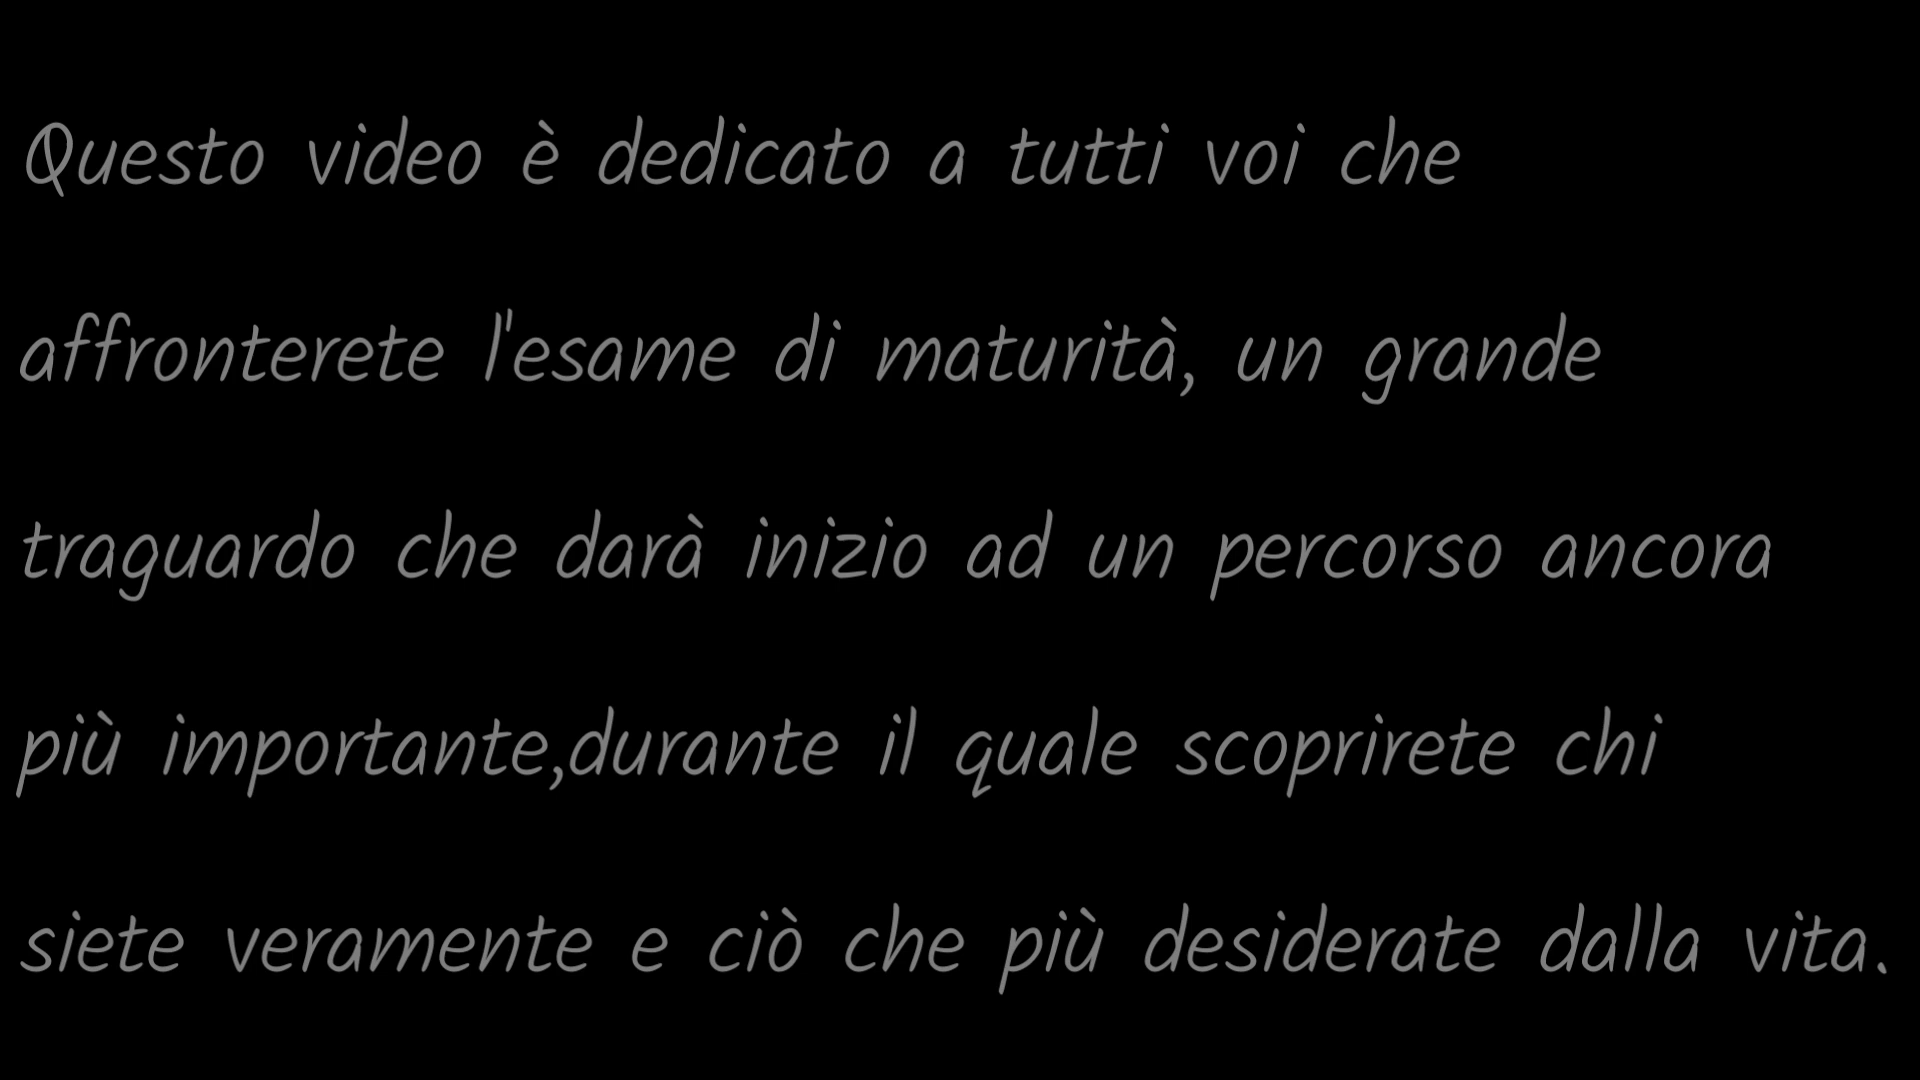 Questo video è dedicato a tutti voi che
affronterete l'esame di maturità, un grande
traguardo che darà inizio ad un percorso ancora
più importante,durante il quale scoprirete chi
siete veramente e ciò che più desiderate dalla vita.